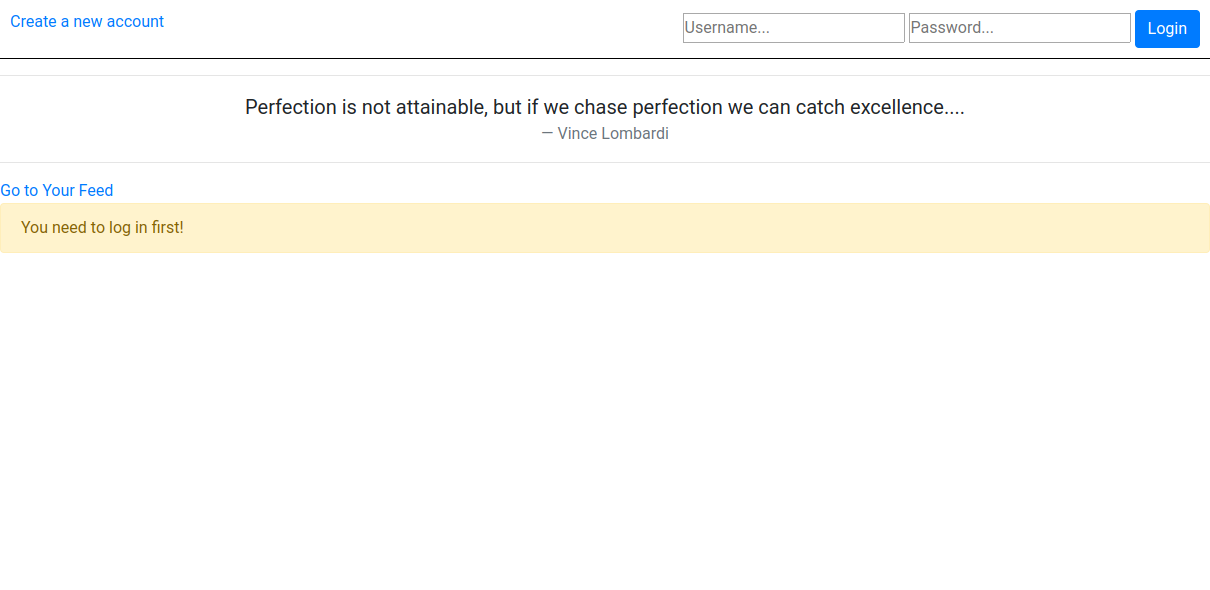 Create a new account
Username... Password... Login
Perfection is not attainable, but if we chase perfection we can catch excellence....
— Vince Lombardi
Go to Your Feed
You need to log in first!